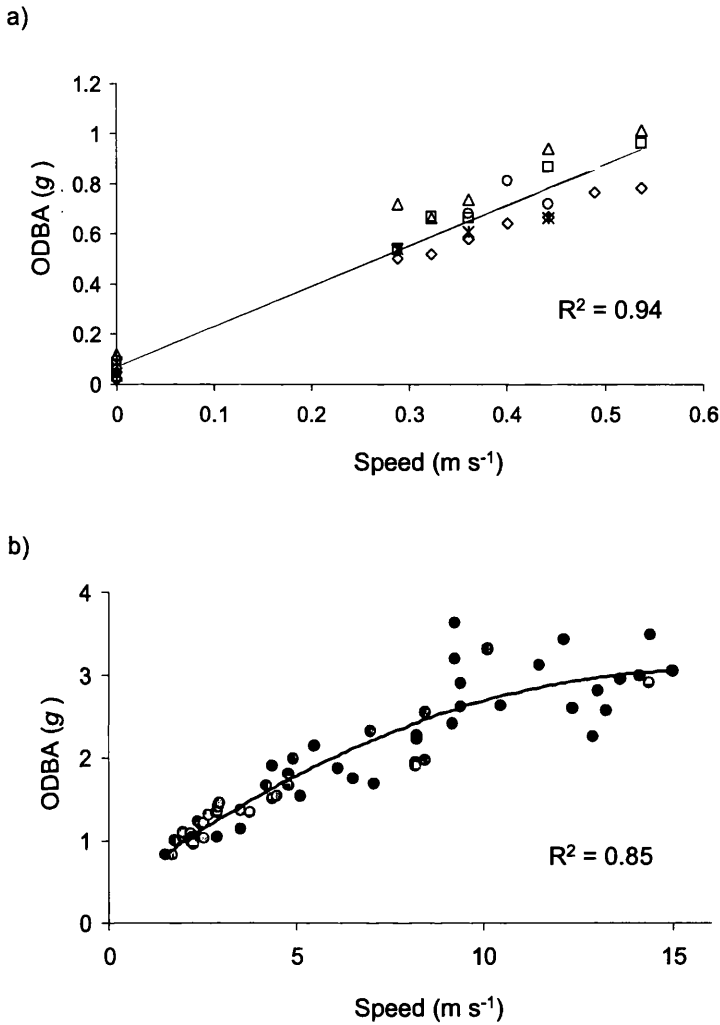 a)
1.2
1
0.8
0.6
0.4
0.2
0
ODBA (g)
R² = 0.94
0 0.1 0.2 0.3 0.4 0.5 0.6
Speed (m s⁻¹)
b)
4
3
2
1
0
ODBA (g)
R² = 0.85
0 5 10 15
Speed (m s⁻¹)